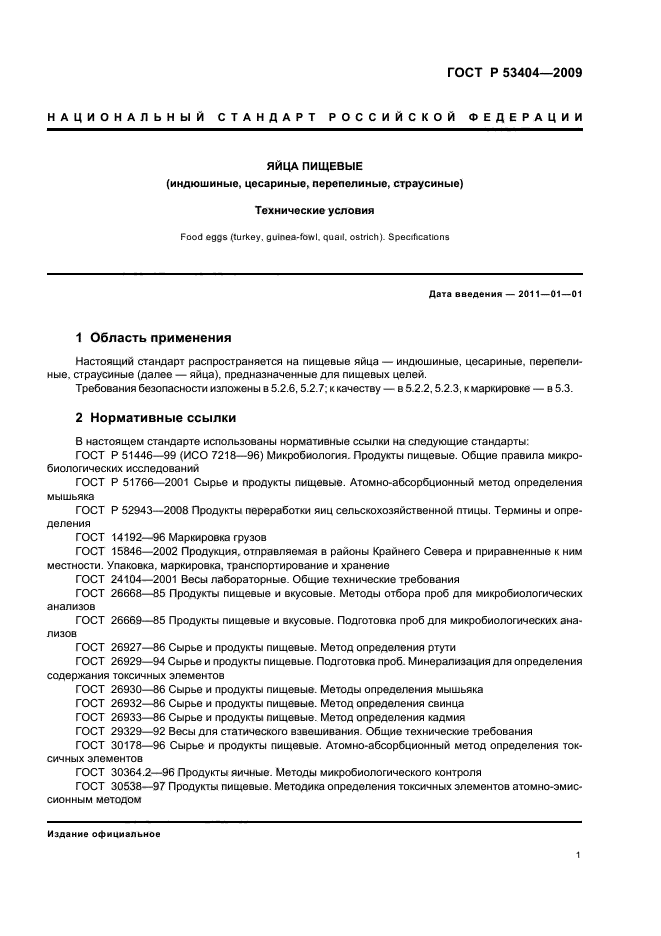 ГОСТ Р 53404—2009
НАЦИОНАЛЬНЫЙ СТАНДАРТ РОССИЙСКОЙ ФЕДЕРАЦИИ
ЯЙЦА ПИЩЕВЫЕ
(индюшиные, цесариные, перепелиные, страусиные)
Технические условия
Food eggs (turkey, guinea-fowl, quail, ostrich). Specifications
Дата введения — 2011—01—01
1 Область применения
Настоящий стандарт распространяется на пищевые яйца — индюшиные, цесариные, перепели-
ные, страусиные (далее — яйца), предназначенные для пищевых целей.
Требования безопасности изложены в 5.2.6, 5.2.7; к качеству — в 5.2.2, 5.2.3, к маркировке — в 5.3.
2 Нормативные ссылки
В настоящем стандарте использованы нормативные ссылки на следующие стандарты:
ГОСТ Р 51446—99 (ИСО 7218—96) Микробиология. Продукты пищевые. Общие правила микро-
биологических исследований
ГОСТ Р 51766—2001 Сырье и продукты пищевые. Атомно-абсорбционный метод определения
мышьяка
ГОСТ Р 52943—2008 Продукты переработки яиц сельскохозяйственной птицы. Термины и опре-
деления
ГОСТ 14192—96 Маркировка грузов
ГОСТ 15846—2002 Продукция, отправляемая в районы Крайнего Севера и приравненные к ним
местности. Упаковка, маркировка, транспортирование и хранение
ГОСТ 24104—2001 Весы лабораторные. Общие технические требования
ГОСТ 26668—85 Продукты пищевые и вкусовые. Методы отбора проб для микробиологических
анализов
ГОСТ 26669—85 Продукты пищевые и вкусовые. Подготовка проб для микробиологических ана-
лизов
ГОСТ 26927—86 Сырье и продукты пищевые. Метод определения ртути
ГОСТ 26929—94 Сырье и продукты пищевые. Подготовка проб. Минерализация для определения
содержания токсичных элементов
ГОСТ 26930—86 Сырье и продукты пищевые. Методы определения мышьяка
ГОСТ 26932—86 Сырье и продукты пищевые. Метод определения свинца
ГОСТ 26933—86 Сырье и продукты пищевые. Метод определения кадмия
ГОСТ 29329—92 Весы для статического взвешивания. Общие технические требования
ГОСТ 30178—96 Сырье и продукты пищевые. Атомно-абсорбционный метод определения ток-
сичных элементов
ГОСТ 30364.2—96 Продукты яичные. Методы микробиологического контроля
ГОСТ 30538—97 Продукты пищевые. Методика определения токсичных элементов атомно-эмис-
сионным методом
Издание официальное
1